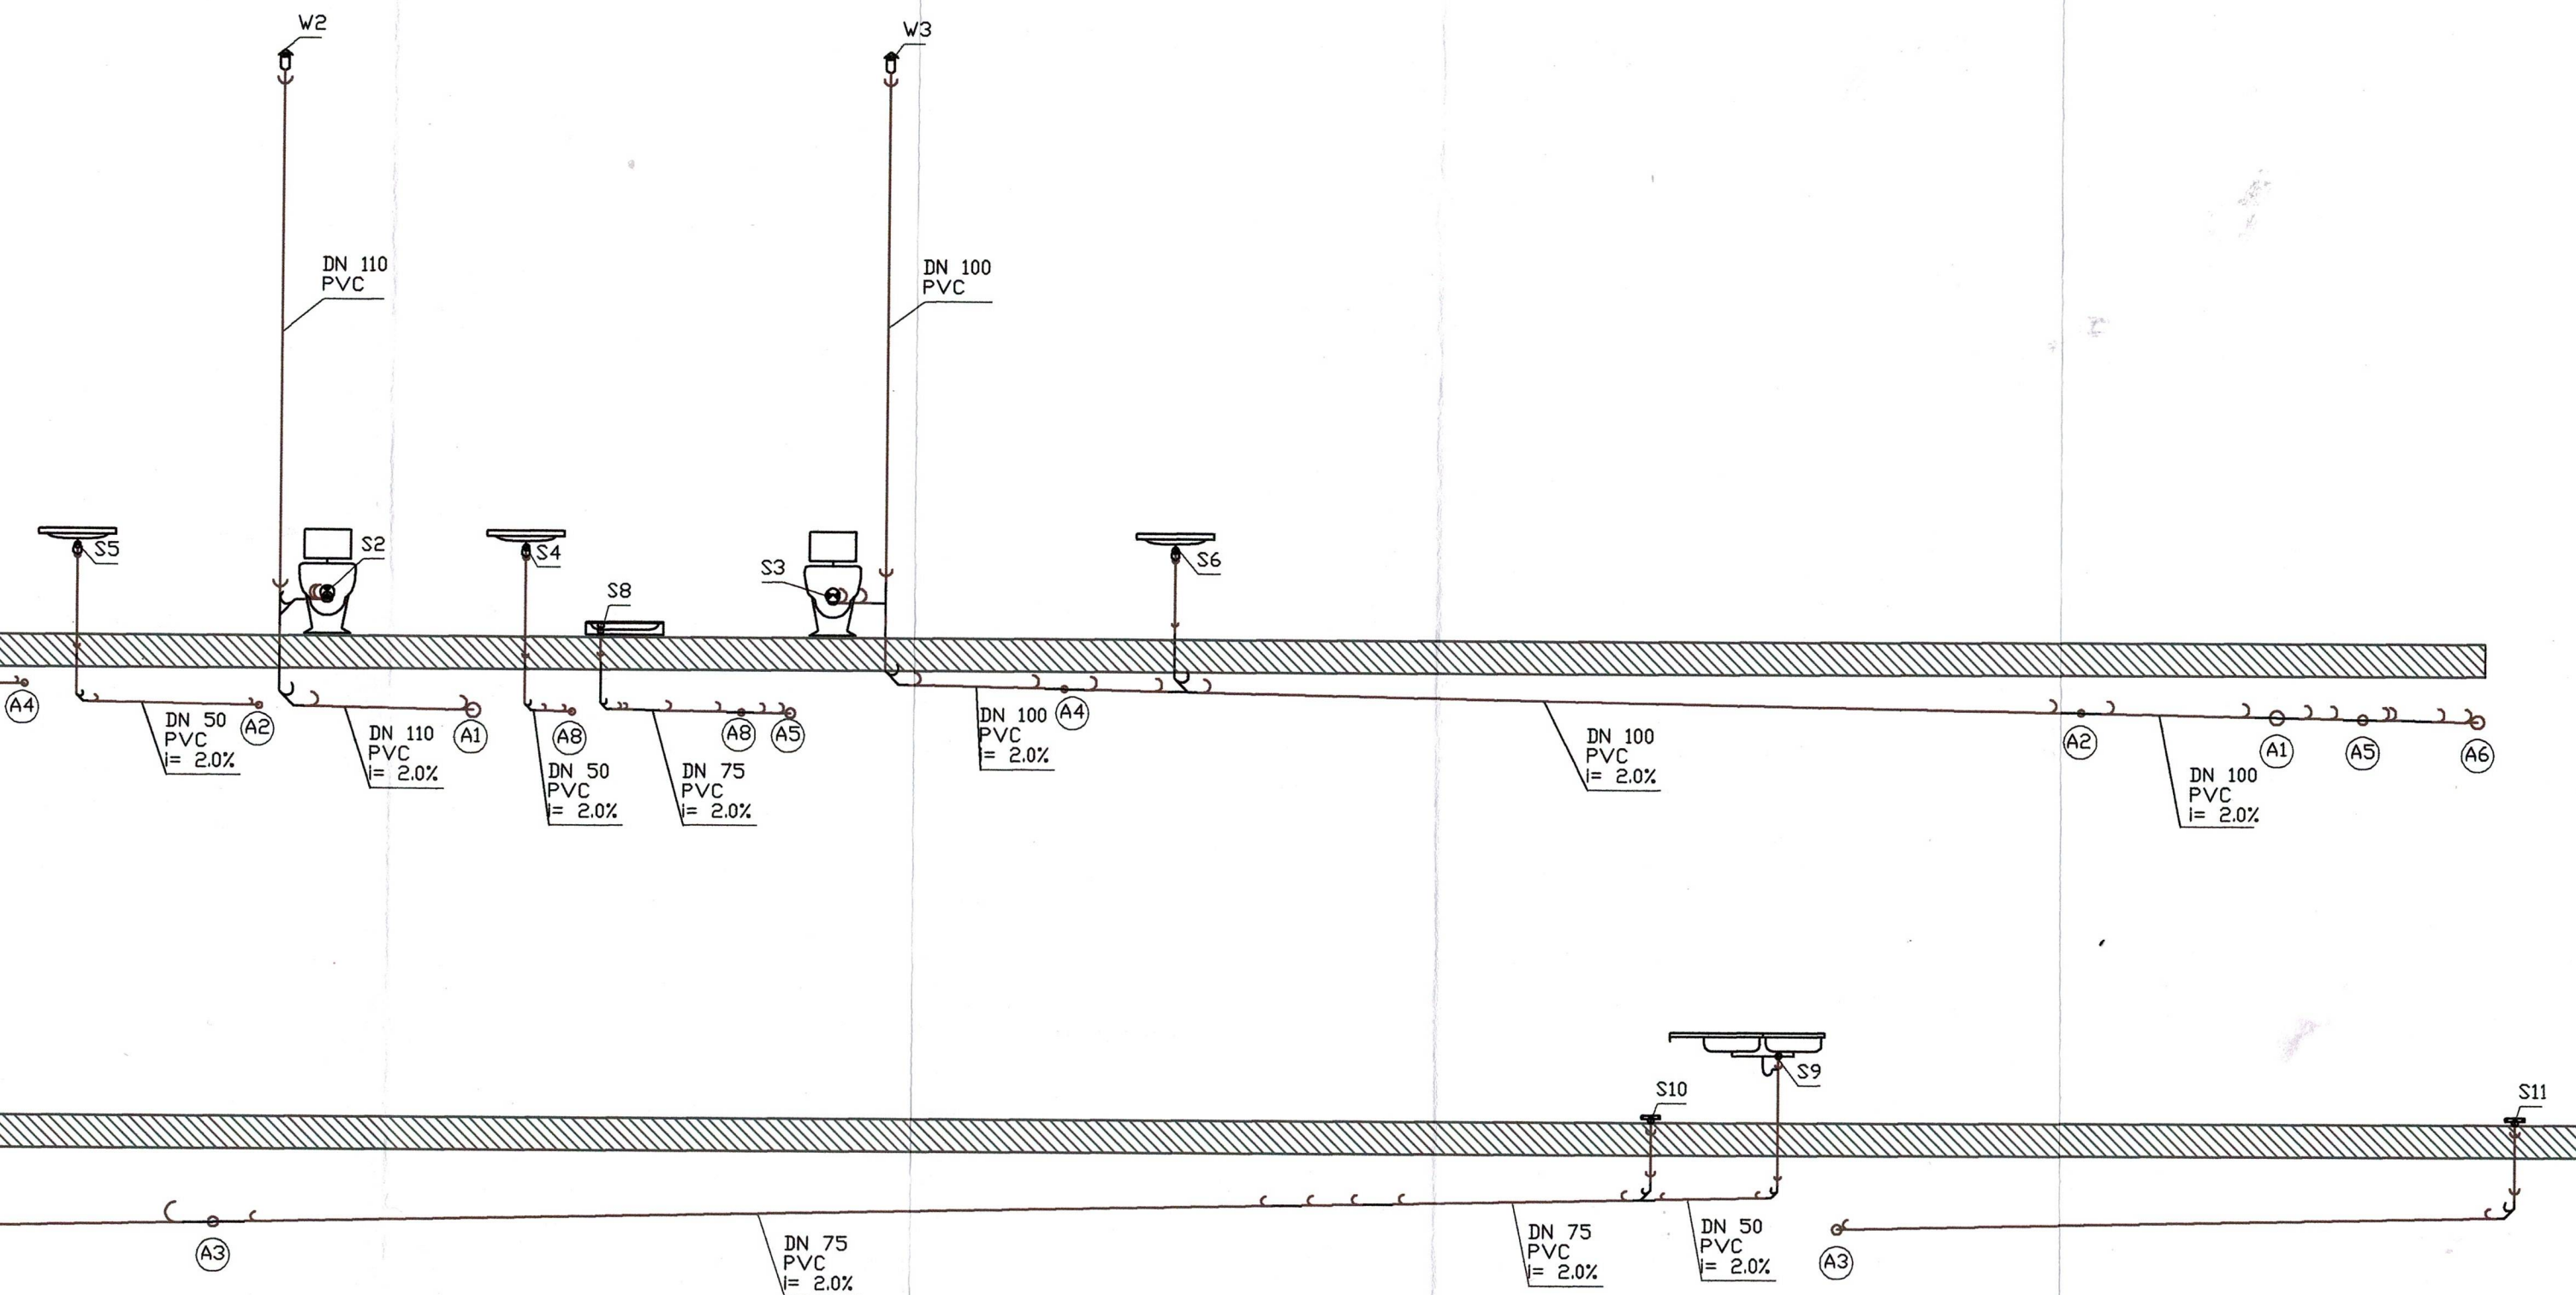 W2
W3
DN 110
PVC
DN 100
PVC
S5
S2
S4
S8
S3
S6
A4
DN 50
PVC
i= 2.0%
A2
DN 110
PVC
i= 2.0%
A1
A8
DN 50
PVC
i= 2.0%
DN 75
PVC
i= 2.0%
A8
A5
DN 100
PVC
i= 2.0%
A4
DN 100
PVC
i= 2.0%
A2
DN 100
PVC
i= 2.0%
A1
A5
A6
S9
S10
S11
A3
DN 75
PVC
i= 2.0%
DN 75
PVC
i= 2.0%
DN 50
PVC
i= 2.0%
A3